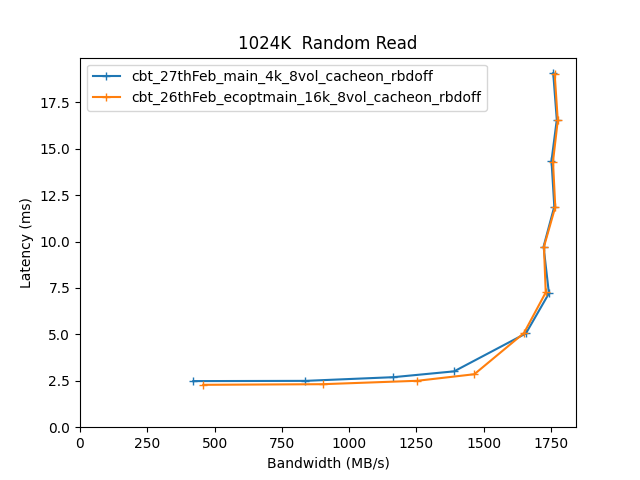 1024K  Random Read
cbt_27thFeb_main_4k_8vol_cacheon_rbdoff
cbt_26thFeb_ecoptmain_16k_8vol_cacheon_rbdoff
17.5
15.0
12.5
10.0
7.5
5.0
2.5
0.0
Latency (ms)
0 250 500 750 1000 1250 1500 1750
Bandwidth (MB/s)